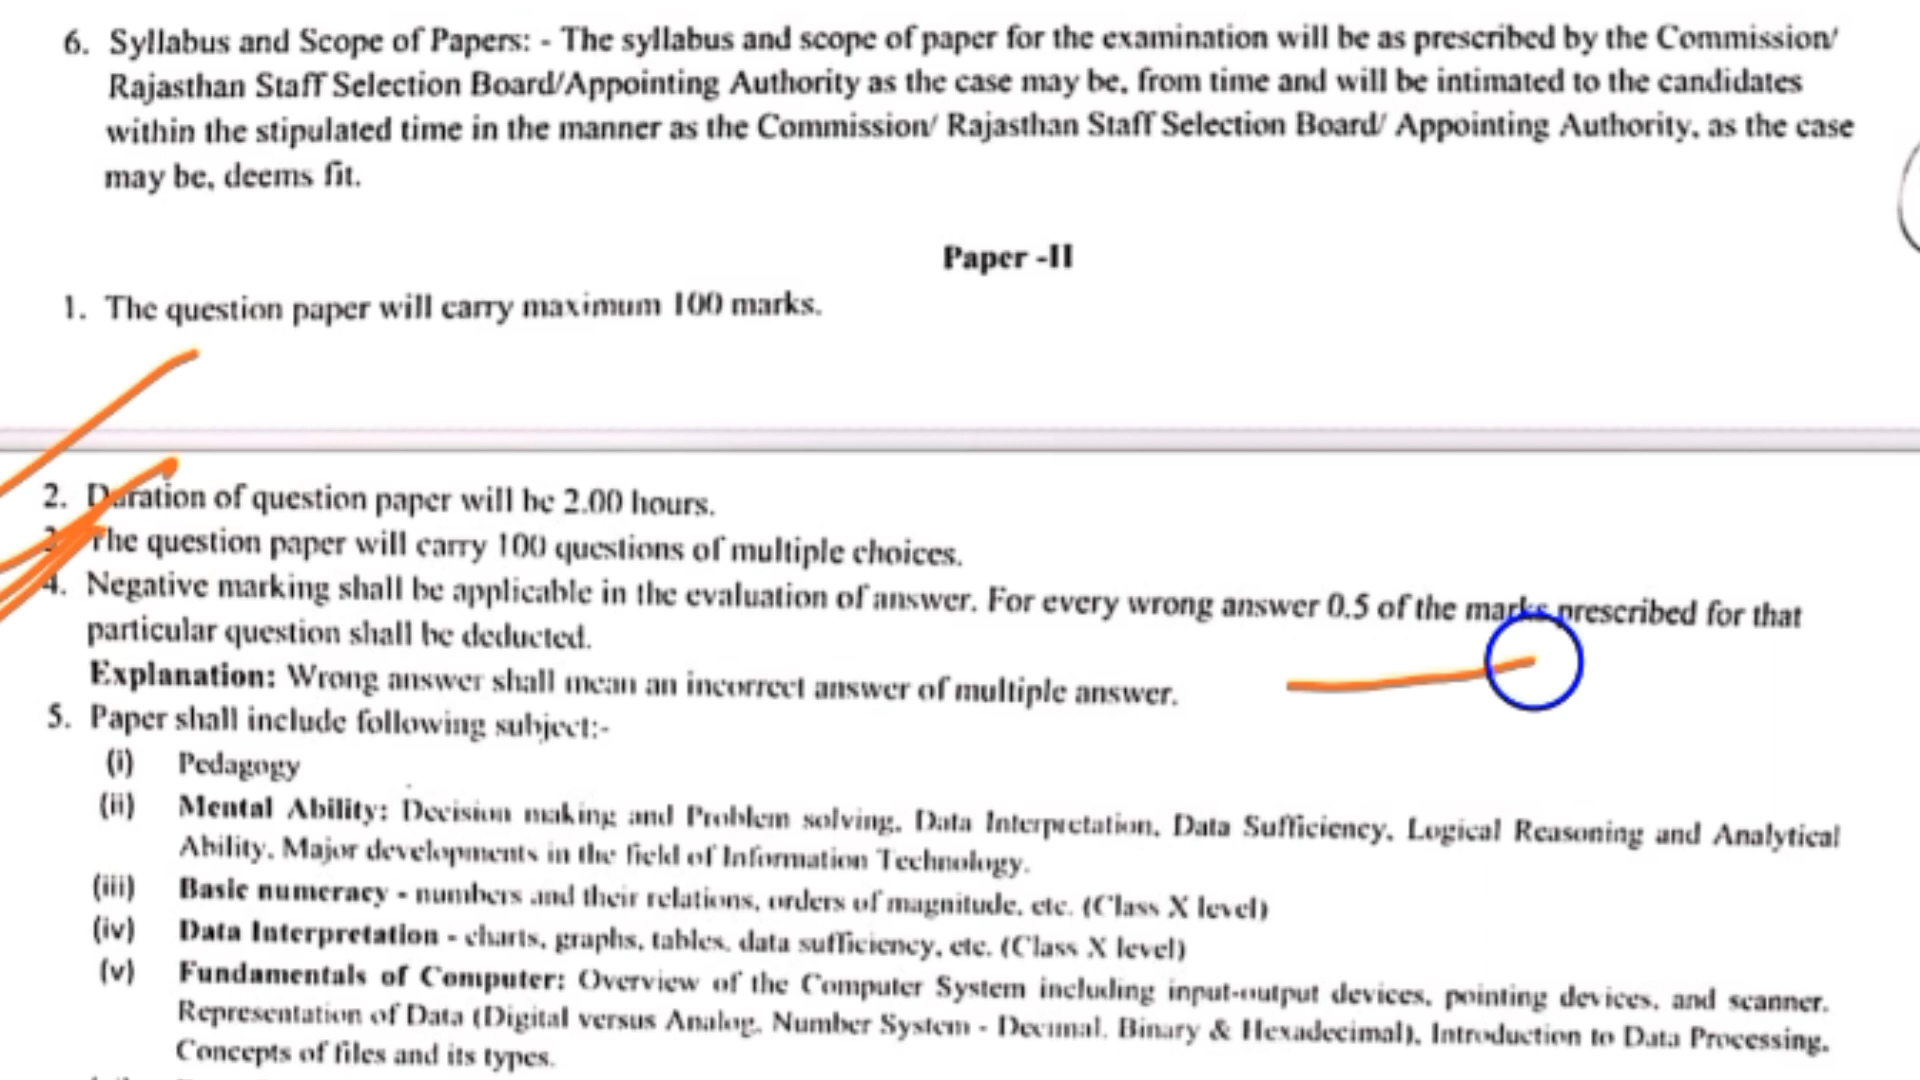 6. Syllabus and Scope of Papers: - The syllabus and scope of paper for the examination will be as prescribed by the Commission/
Rajasthan Staff Selection Board/Appointing Authority as the case may be, from time and will be intimated to the candidates
within the stipulated time in the manner as the Commission/ Rajasthan Staff Selection Board/ Appointing Authority, as the case
may be, deems fit.
Paper -II
1. The question paper will carry maximum 100 marks.
2. Duration of question paper will be 2.00 hours.
3. The question paper will carry 100 questions of multiple choices.
4. Negative marking shall be applicable in the evaluation of answer. For every wrong answer 0.5 of the marks prescribed for that
particular question shall be deducted.
Explanation: Wrong answer shall mean an incorrect answer of multiple answer.
5. Paper shall include following subject:-
(i) Pedagogy
(ii) Mental Ability: Decision making and Problem solving, Data Interpretation, Data Sufficiency, Logical Reasoning and Analytical
Ability, Major developments in the field of Information Technology.
(iii) Basic numeracy - numbers and their relations, orders of magnitude, etc. (Class X level)
(iv) Data Interpretation - charts, graphs, tables, data sufficiency, etc. (Class X level)
(v) Fundamentals of Computer: Overview of the Computer System including input-output devices, pointing devices, and scanner.
Representation of Data (Digital versus Analog, Number System - Decimal, Binary & Hexadecimal), Introduction to Data Processing,
Concepts of files and its types.